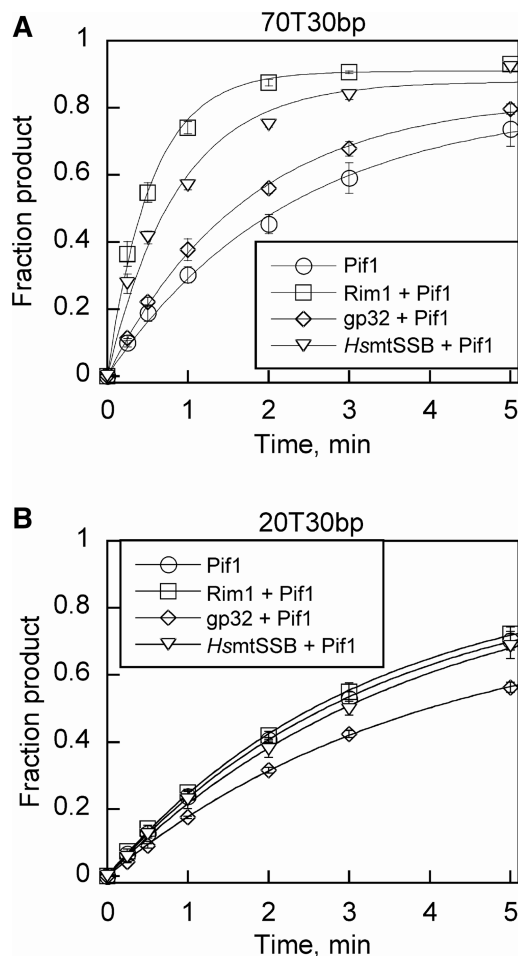 A
70T30bp
1
0.8
0.6
0.4
0.2
0
Fraction product
Pif1
Rim1 + Pif1
gp32 + Pif1
HsmtSSB + Pif1
0 1 2 3 4 5
Time, min
B
20T30bp
1
0.8
0.6
0.4
0.2
0
Fraction product
Pif1
Rim1 + Pif1
gp32 + Pif1
HsmtSSB + Pif1
0 1 2 3 4 5
Time, min